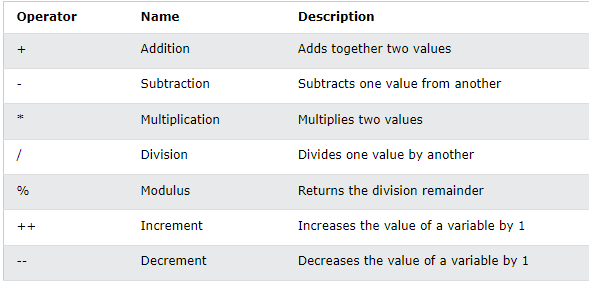 Operator Name Description
+ Addition Adds together two values
- Subtraction Subtracts one value from another
* Multiplication Multiplies two values
/ Division Divides one value by another
% Modulus Returns the division remainder
++ Increment Increases the value of a variable by 1
-- Decrement Decreases the value of a variable by 1